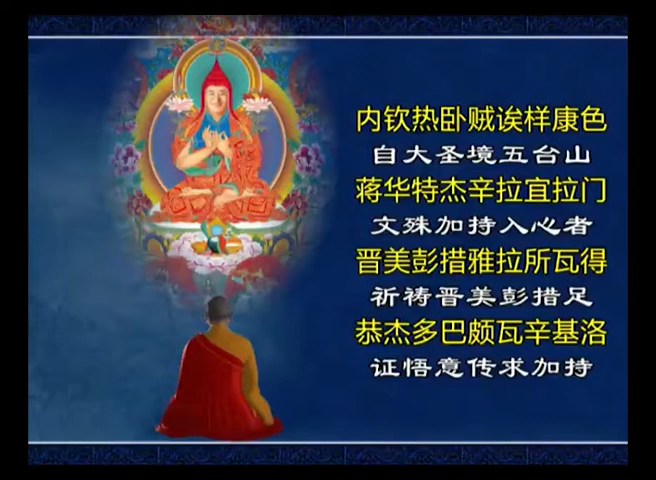 内钦热卧贼诶样康色
自大圣境五台山
蒋华特杰辛拉宜拉门
文殊加持入心者
晋美彭措雅拉所瓦得
祈祷晋美彭措足
恭杰多巴颇瓦辛基洛
证悟意传求加持